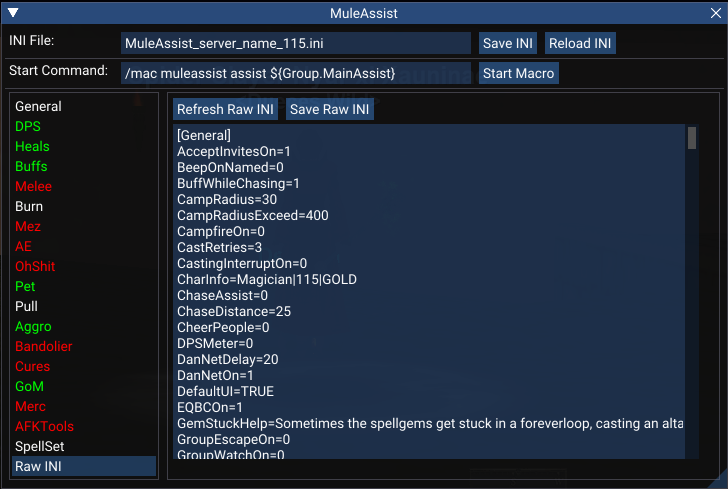 MuleAssist
INI File:
MuleAssist_server_name_115.ini
Save INI
Reload INI
Start Command:
/mac muleassist assist ${Group.MainAssist}
Start Macro
General
DPS
Heals
Buffs
Melee
Burn
Mez
AE
OhShit
Pet
Pull
Aggro
Bandolier
Cures
GoM
Merc
AFKTools
SpellSet
Raw INI
Refresh Raw INI
Save Raw INI
[General]
AcceptInvitesOn=1
BeepOnNamed=0
BuffWhileChasing=1
CampRadius=30
CampRadiusExceed=400
CampfireOn=0
CastRetries=3
CastingInterruptOn=0
CharInfo=Magician|115|GOLD
ChaseAssist=0
ChaseDistance=25
CheerPeople=0
DPSMeter=0
DanNetDelay=20
DanNetOn=1
DefaultUI=TRUE
EQBCOn=1
GemStuckHelp=Sometimes the spellgems get stuck in a foreverloop, casting an alta
GroupEscapeOn=0
GroupWatchOn=0